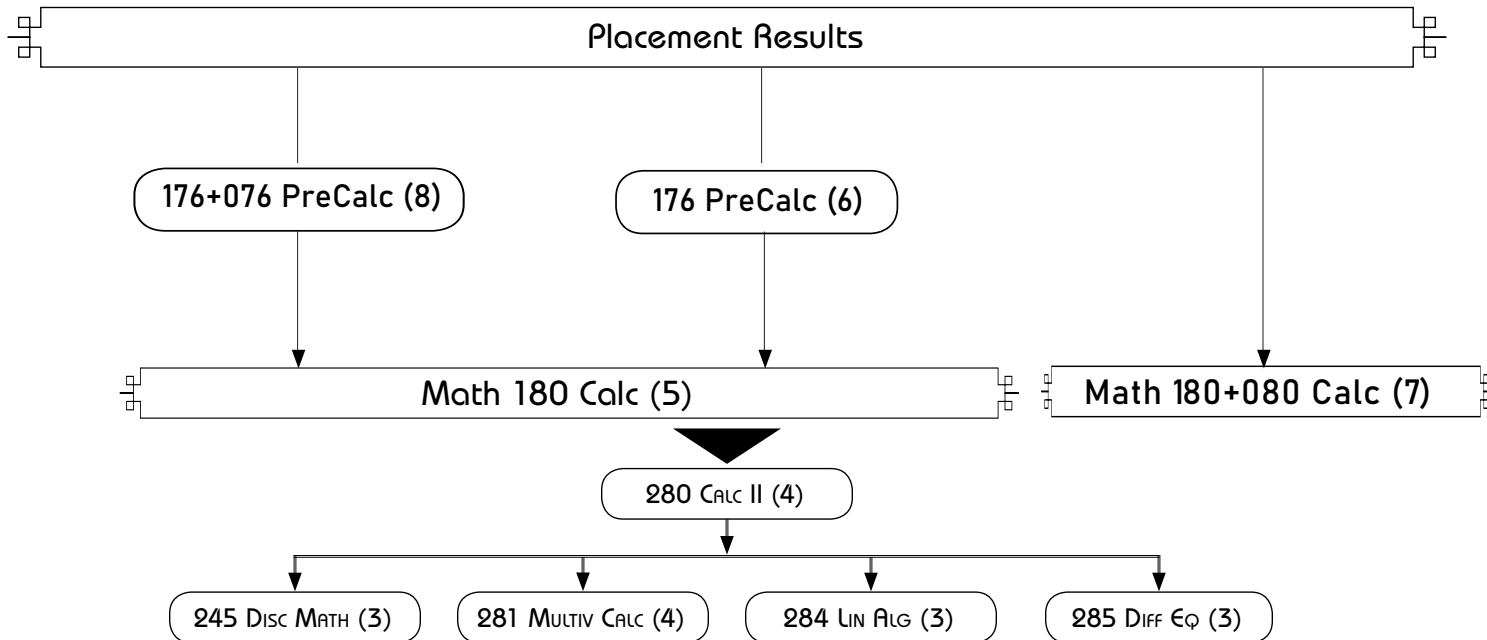 Placement Results
176+076 PreCalc (8)
176 PreCalc (6)
Math 180 Calc (5)
Math 180+080 Calc (7)
280 Calc II (4)
245 Disc Math (3)
281 Multiv Calc (4)
284 Lin Alg (3)
285 Diff Eq (3)